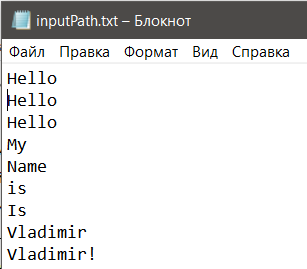 inputPath.txt – Блокнот
Файл Правка Формат Вид Справка
Hello
Hello
Hello
My
Name
is
Is
Vladimir
Vladimir!